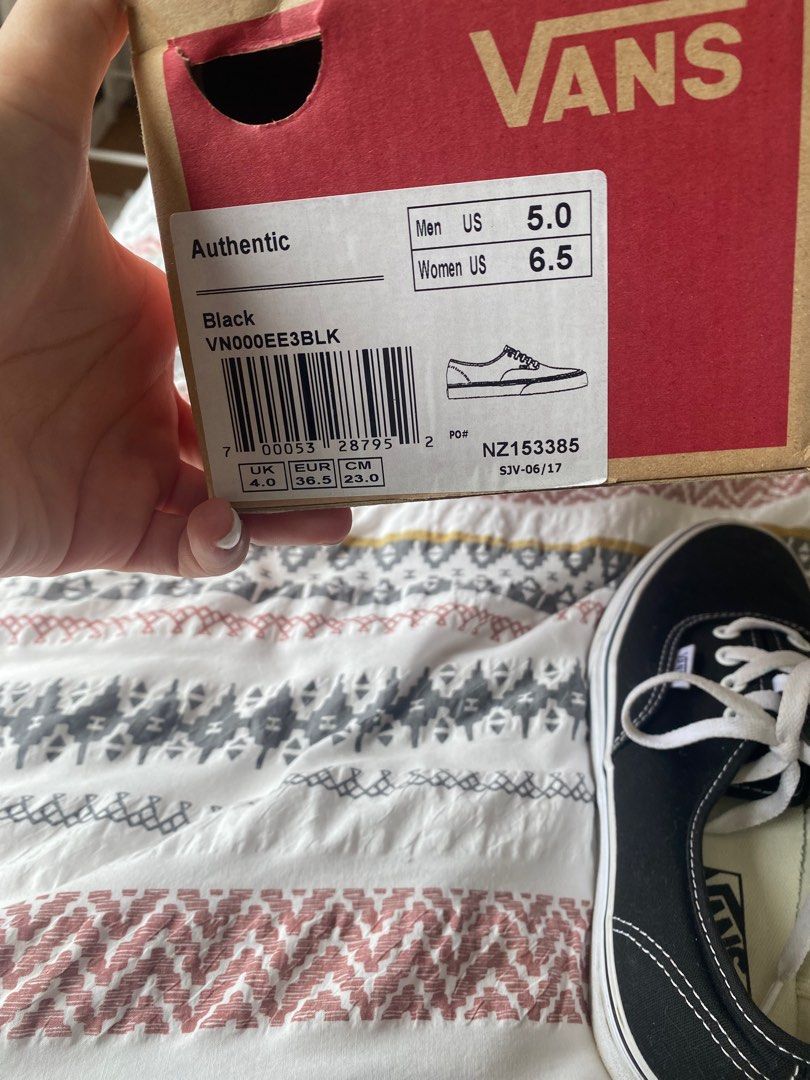 VANS
Authentic
Men US 5.0
Women US 6.5
Black
VN000EE3BLK
7 00053 28795 2
PO# NZ153385
SJV-06/17
UK EUR CM
4.0 36.5 23.0
VANS